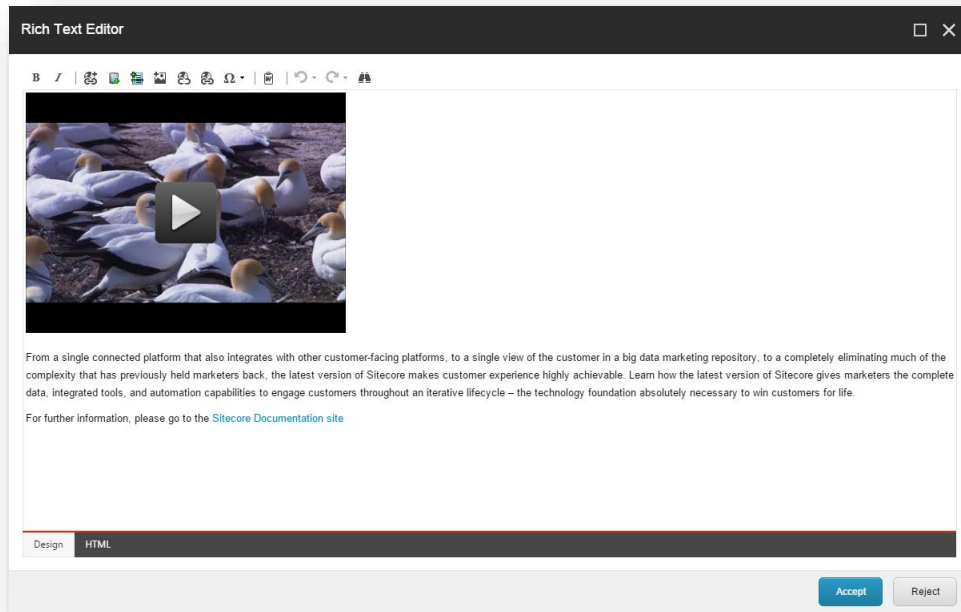 Rich Text Editor
B I Ω
From a single connected platform that also integrates with other customer-facing platforms, to a single view of the customer in a big data marketing repository, to a completely eliminating much of the
complexity that has previously held marketers back, the latest version of Sitecore makes customer experience highly achievable. Learn how the latest version of Sitecore gives marketers the complete
data, integrated tools, and automation capabilities to engage customers throughout an iterative lifecycle – the technology foundation absolutely necessary to win customers for life.
For further information, please go to the Sitecore Documentation site
Design HTML
Accept Reject